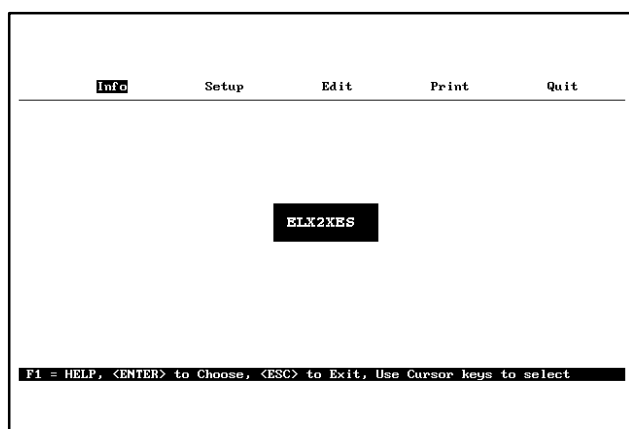 Info Setup Edit Print Quit
ELX2XES
F1 = HELP, <ENTER> to Choose, <ESC> to Exit, Use Cursor keys to select